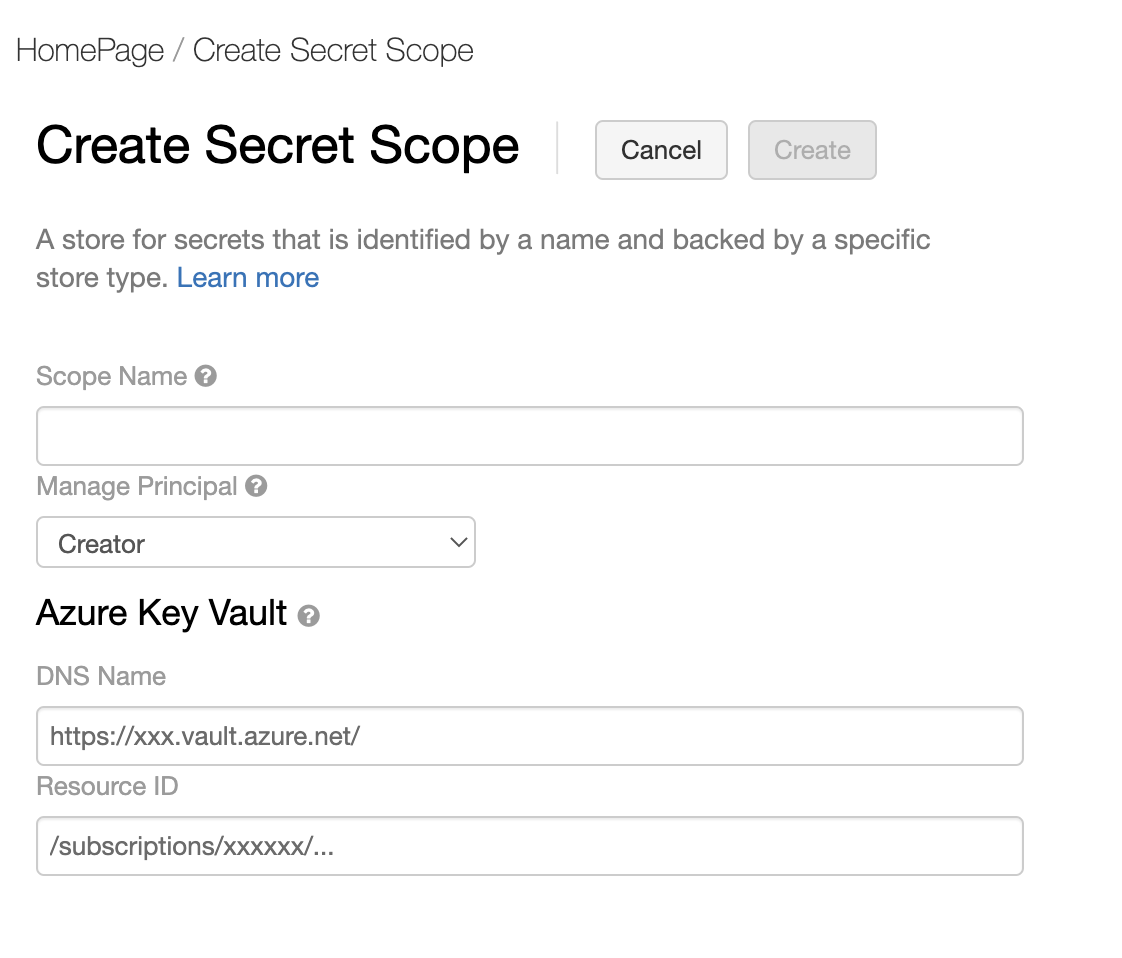 HomePage / Create Secret Scope
Create Secret Scope
Cancel
Create
A store for secrets that is identified by a name and backed by a specific
store type. Learn more
Scope Name ?
Manage Principal ?
Creator
Azure Key Vault ?
DNS Name
https://xxx.vault.azure.net/
Resource ID
/subscriptions/xxxxxx/...